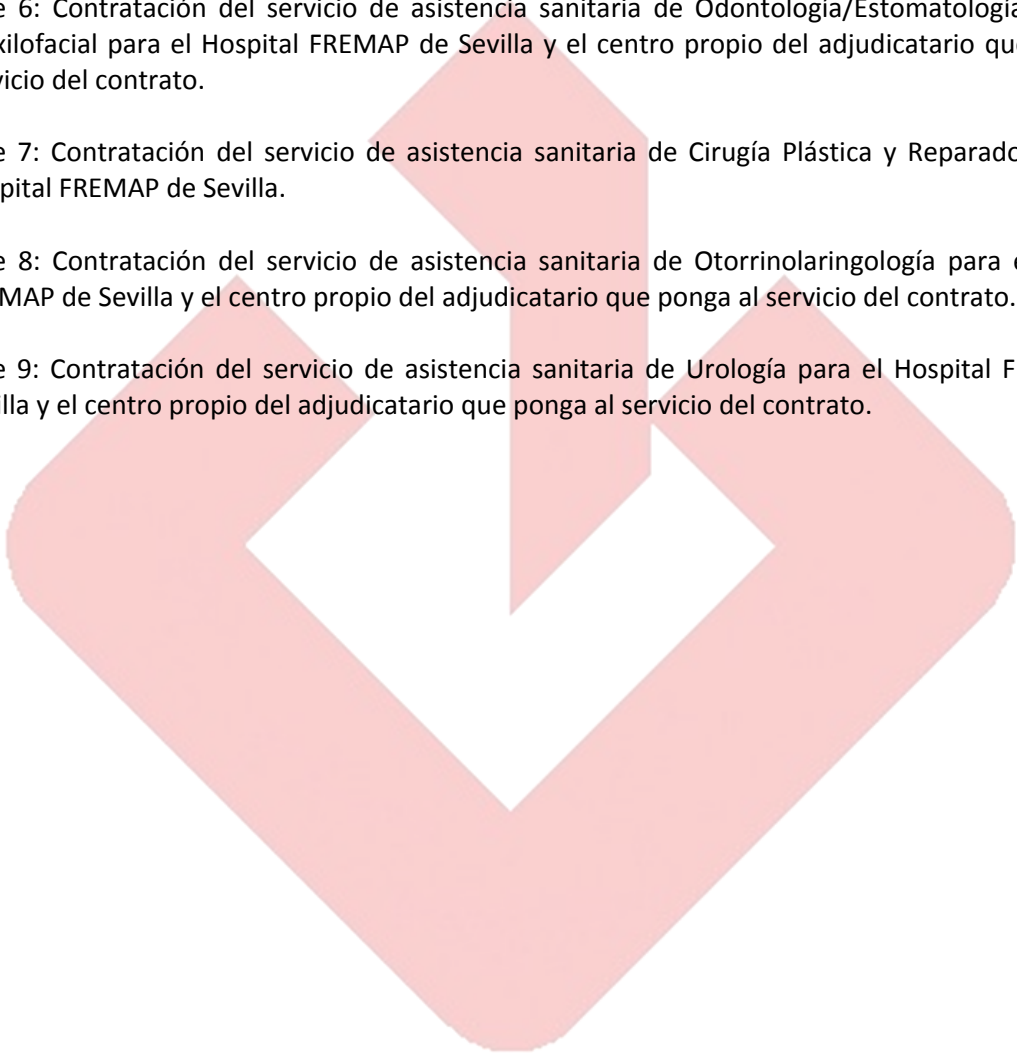 e 6: Contratación del servicio de asistencia sanitaria de Odontología/Estomatología
xilofacial para el Hospital FREMAP de Sevilla y el centro propio del adjudicatario que
vicio del contrato.
e 7: Contratación del servicio de asistencia sanitaria de Cirugía Plástica y Reparado
spital FREMAP de Sevilla.
e 8: Contratación del servicio de asistencia sanitaria de Otorrinolaringología para e
EMAP de Sevilla y el centro propio del adjudicatario que ponga al servicio del contrato.
e 9: Contratación del servicio de asistencia sanitaria de Urología para el Hospital F
illa y el centro propio del adjudicatario que ponga al servicio del contrato.